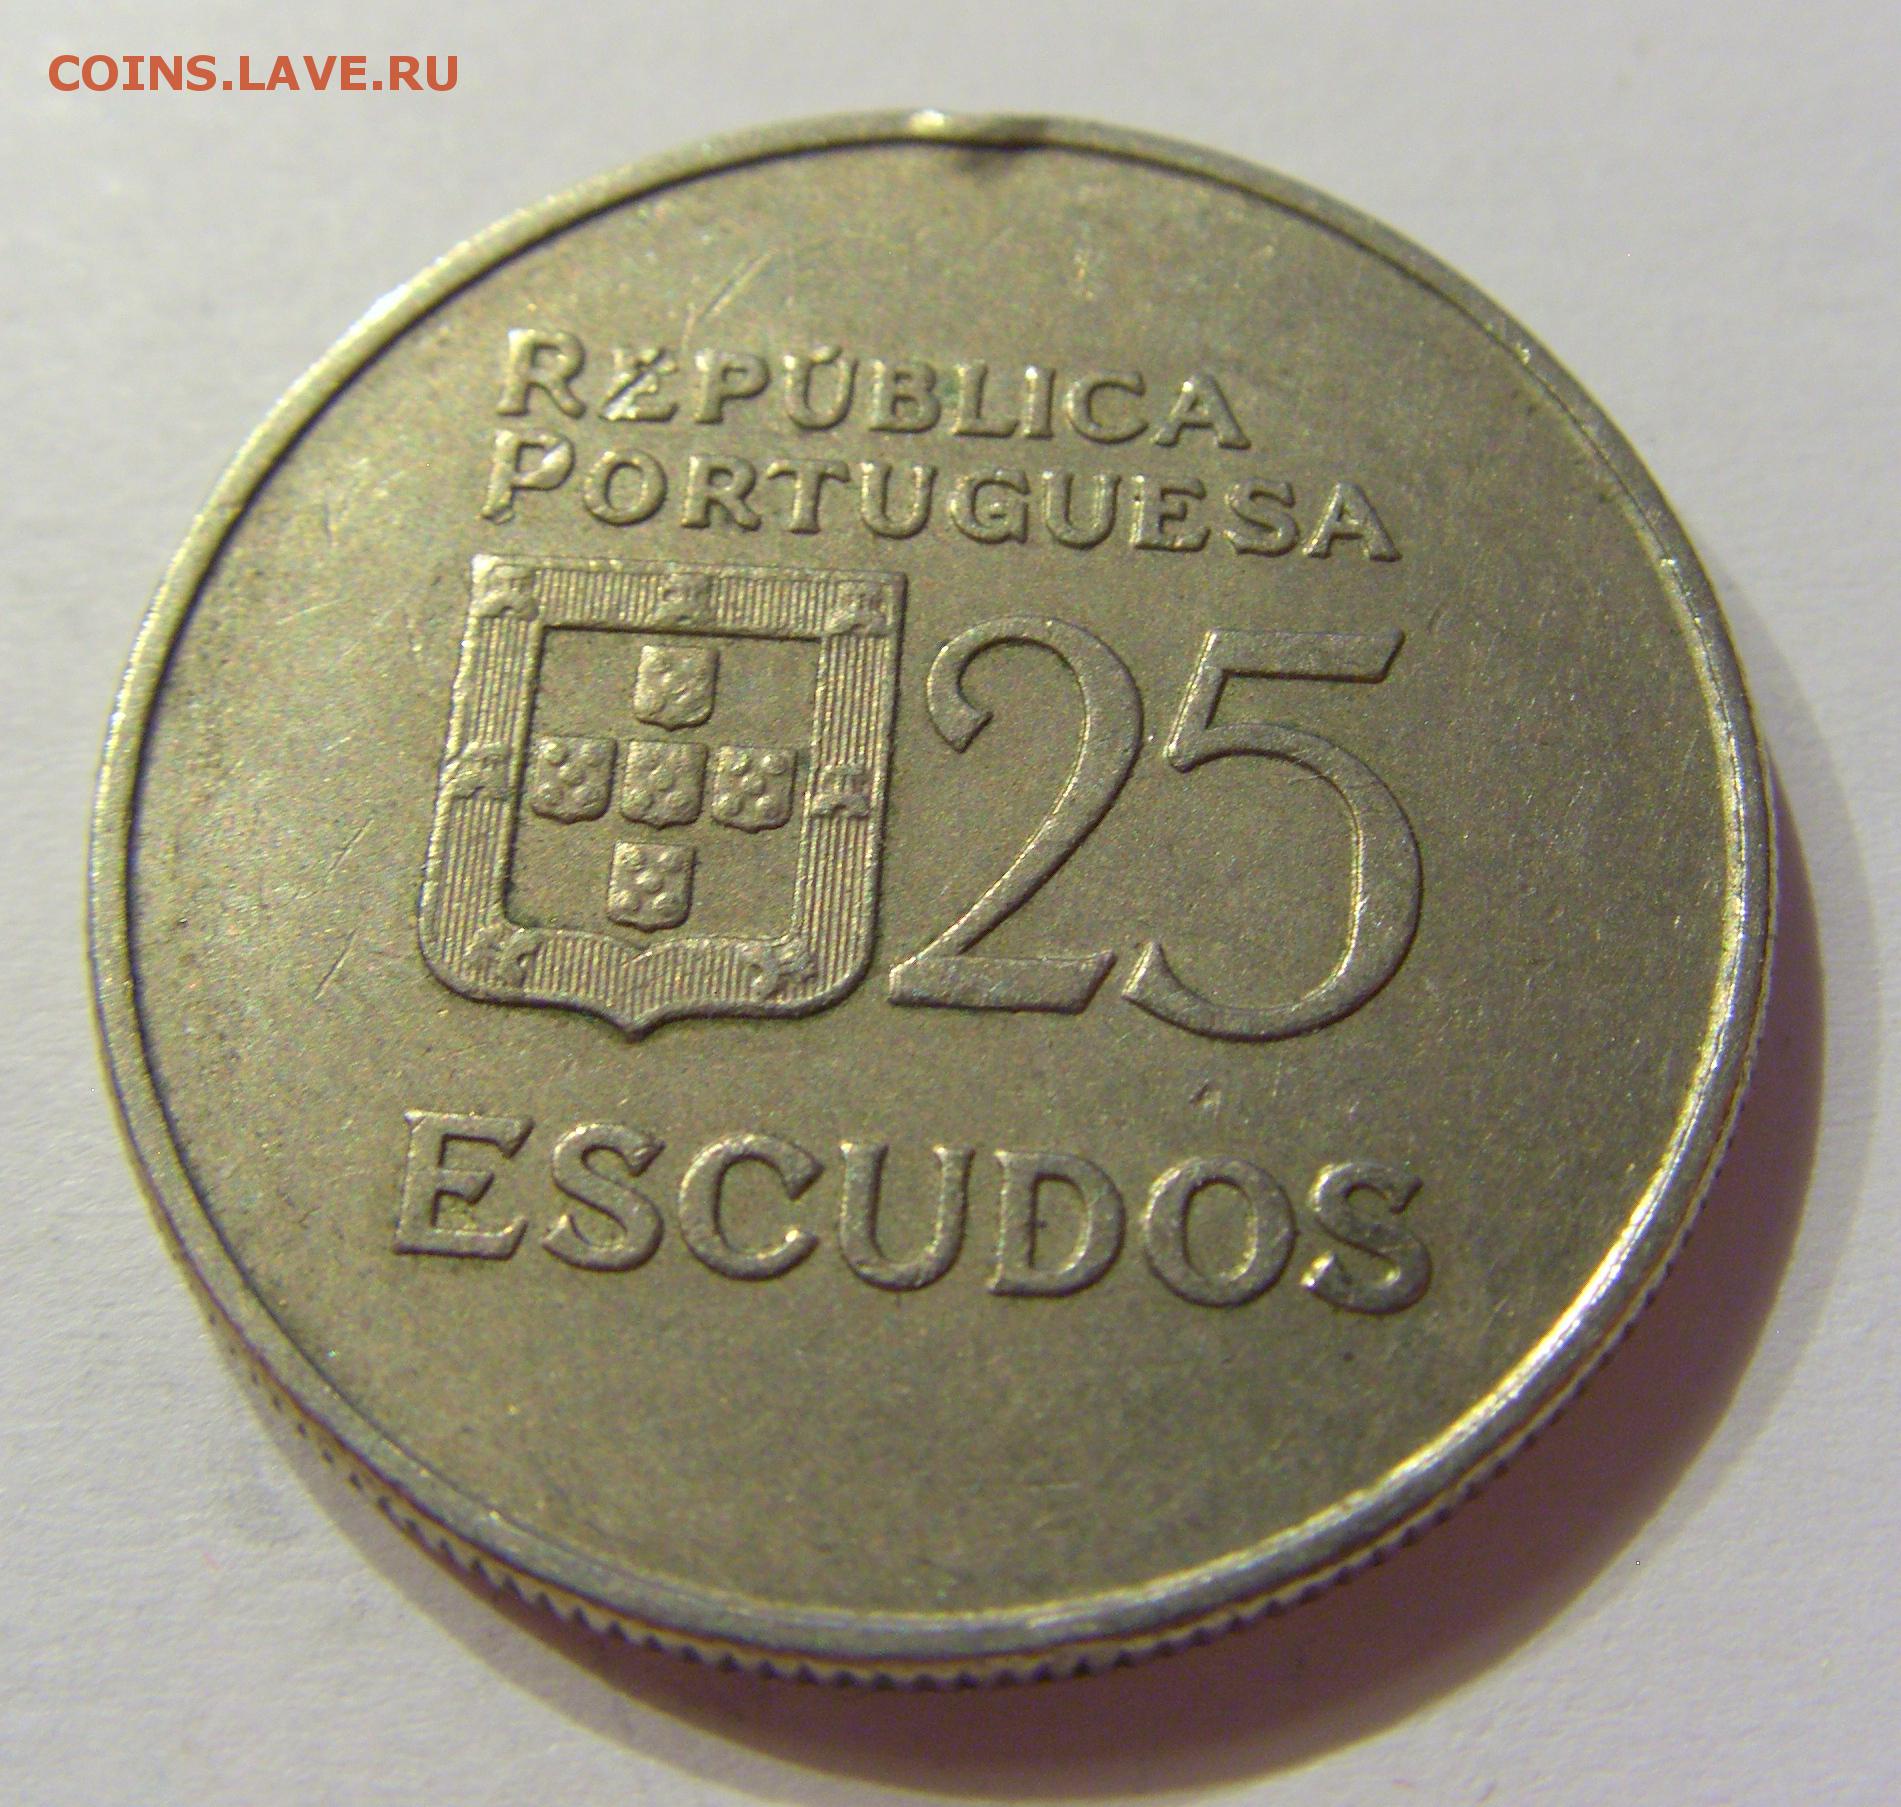 COINS.LAVE.RU
REPÚBLICA
PORTUGUESA
25
ESCUDOS